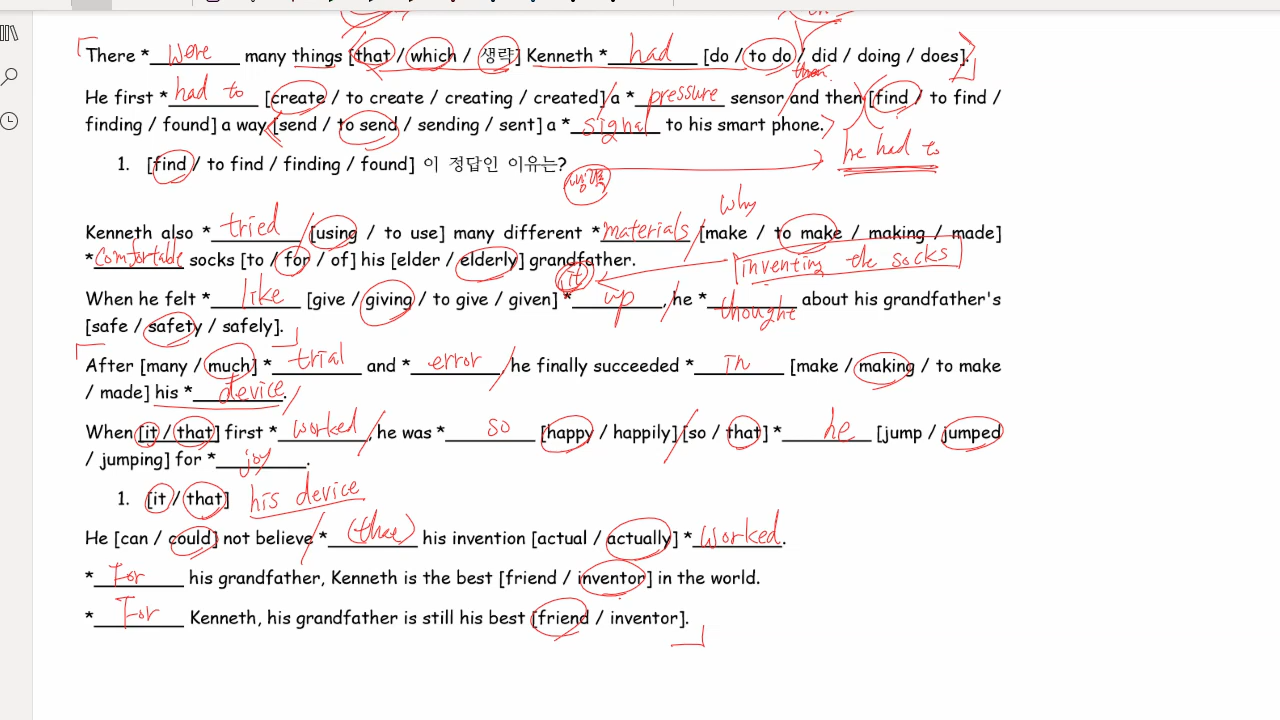 There * were many things [that / which / 생략] Kenneth * had [do / to do / did / doing / does].
then
He first * had to [create / to create / creating / created] a * pressure sensor and then [find / to find /
finding / found] a way [send / to send / sending / sent] a * signal to his smart phone.
he had to
1. [find / to find / finding / found] 이 정답인 이유는?
생략
why
Kenneth also * tried [using / to use] many different * materials [make / to make / making / made]
* Comfortable socks [to / for / of] his [elder / elderly] grandfather.
it inventing the socks
When he felt * like [give / giving / to give / given] * up, he * thought about his grandfather's
[safe / safety / safely].
After [many / much] * trial and * error, he finally succeeded * in [make / making / to make
/ made] his * device.
When [it / that] first * worked, he was * so [happy / happily] [so / that] * he [jump / jumped
/ jumping] for * joy.
1. [it / that] his device
He [can / could] not believe * (that) his invention [actual / actually] * worked.
* For his grandfather, Kenneth is the best [friend / inventor] in the world.
* For Kenneth, his grandfather is still his best [friend / inventor].